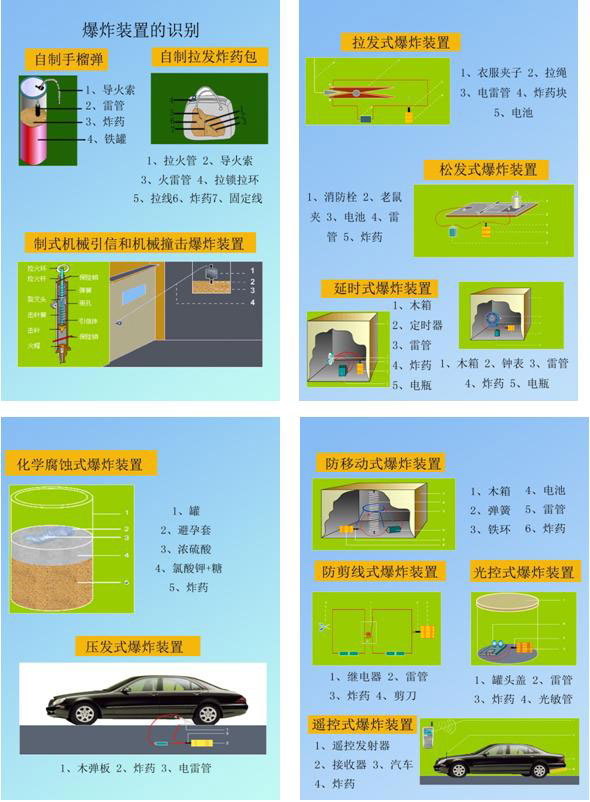 爆炸装置的识别
自制手榴弹
1、导火索
2、雷管
3、炸药
4、铁罐
自制拉发炸药包
1、拉火管 2、导火索
3、火雷管 4、拉锁拉环
5、拉线6、炸药7、固定线
制式机械引信和机械撞击爆炸装置
拉火环
拉火杆
保险销
弹簧
击针簧
引信体
击针
保险销
火帽
1
2
3
4
拉发式爆炸装置
1、衣服夹子 2、拉绳
3、电雷管 4、炸药块
5、电池
松发式爆炸装置
1、消防栓 2、老鼠
夹 3、电池 4、雷
管 5、炸药
延时式爆炸装置
1、木箱
2、定时器
3、雷管
4、炸药
5、电瓶
1、木箱 2、钟表 3、雷管
4、炸药 5、电瓶
化学腐蚀式爆炸装置
1
2
3
4
5
1、罐
2、避孕套
3、浓硫酸
4、氯酸钾+糖
5、炸药
压发式爆炸装置
1、木弹板 2、炸药 3、电雷管
防移动式爆炸装置
1、木箱
2、弹簧
3、铁环
4、电池
5、雷管
6、炸药
防剪线式爆炸装置
1、继电器 2、雷管
3、炸药 4、剪刀
光控式爆炸装置
1、罐头盖 2、雷管
3、炸药 4、光敏管
遥控式爆炸装置
1、遥控发射器
2、接收器 3、汽车
4、炸药